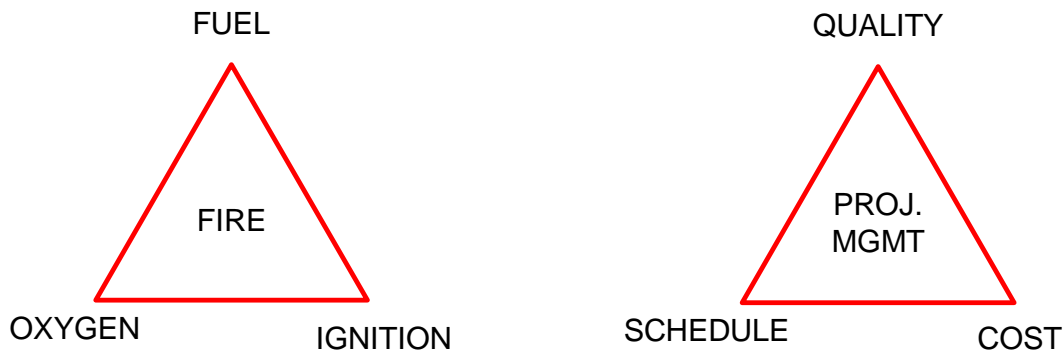 FUEL
FIRE
OXYGEN
IGNITION
QUALITY
PROJ.
MGMT
SCHEDULE
COST